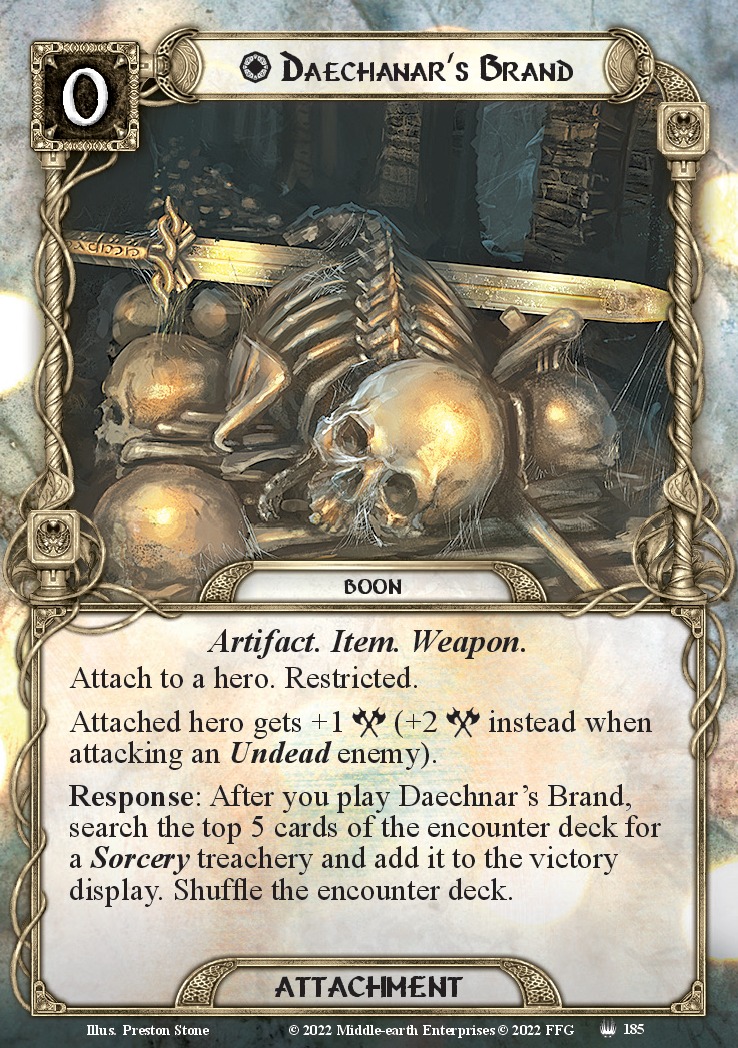 0
Daechanar's Brand
BOON
Artifact. Item. Weapon.
Attach to a hero. Restricted.
Attached hero gets +1 (+2 instead when
attacking an Undead enemy).
Response: After you play Daechnar's Brand,
search the top 5 cards of the encounter deck for
a Sorcery treachery and add it to the victory
display. Shuffle the encounter deck.
ATTACHMENT
Illus. Preston Stone © 2022 Middle-earth Enterprises © 2022 FFG 185